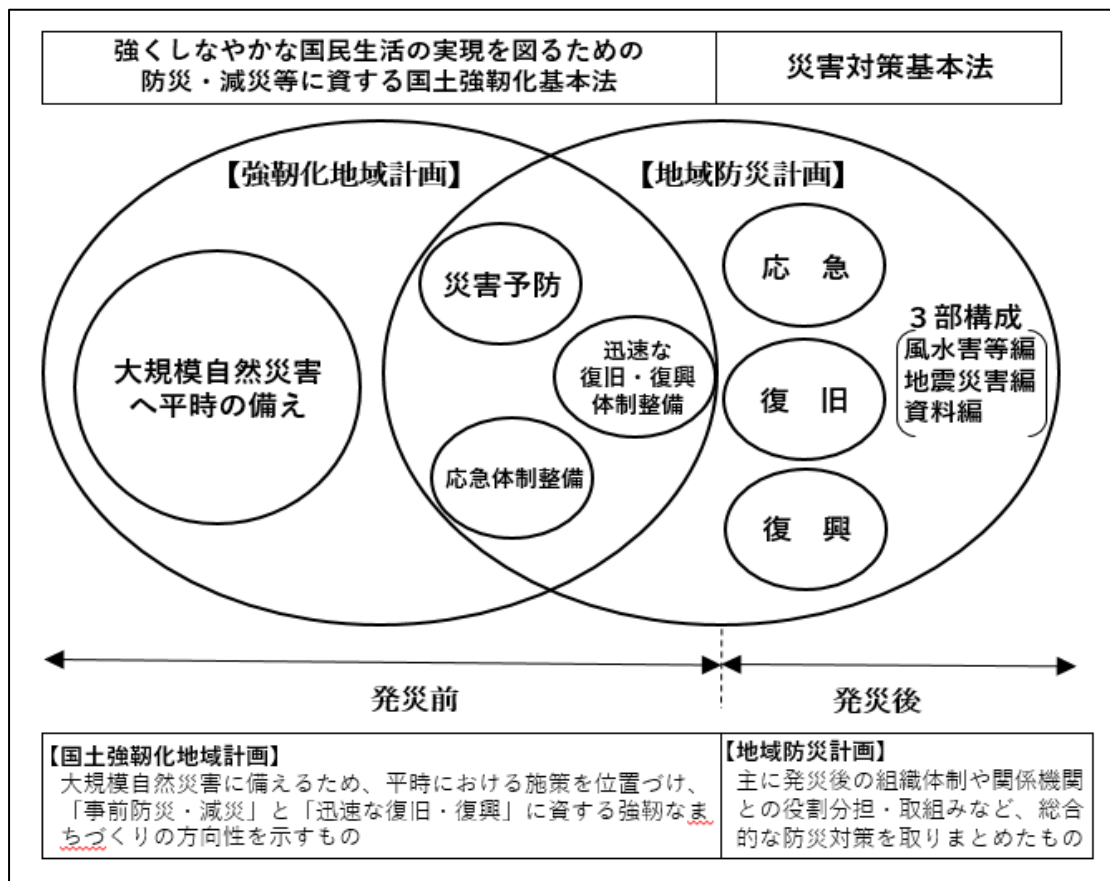 強くしなやかな国民生活の実現を図るための
防災・減災等に資する国土強靭化基本法
災害対策基本法
【強靭化地域計画】
【地域防災計画】
大規模自然災害
へ平時の備え
災害予防
迅速な
復旧・復興
体制整備
応急体制整備
応　急
復　旧
復　興
３部構成
風水害等編
地震災害編
資料編
発災前
発災後
【国土強靭化地域計画】
大規模自然災害に備えるため、平時における施策を位置づけ、
「事前防災・減災」と「迅速な復旧・復興」に資する強靭なま
ちづくりの方向性を示すもの
【地域防災計画】
主に発災後の組織体制や関係機関
との役割分担・取組みなど、総合
的な防災対策を取りまとめたもの